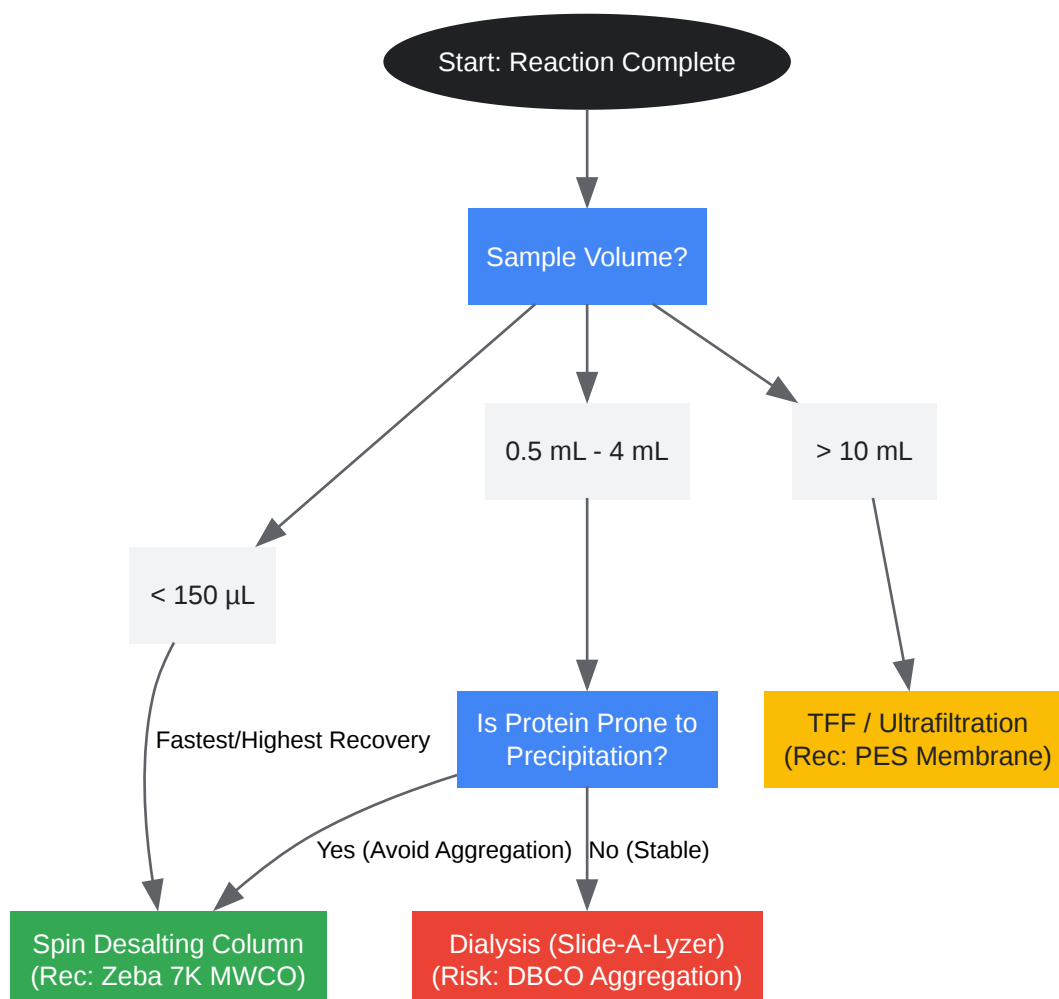 Start: Reaction Complete
Sample Volume?
0.5 mL - 4 mL
> 10 mL
< 150 µL
Is Protein Prone to
Precipitation?
TFF / Ultrafiltration
(Rec: PES Membrane)
Fastest/Highest Recovery
Yes (Avoid Aggregation)
No (Stable)
Spin Desalting Column
(Rec: Zeba 7K MWCO)
Dialysis (Slide-A-Lyzer)
(Risk: DBCO Aggregation)